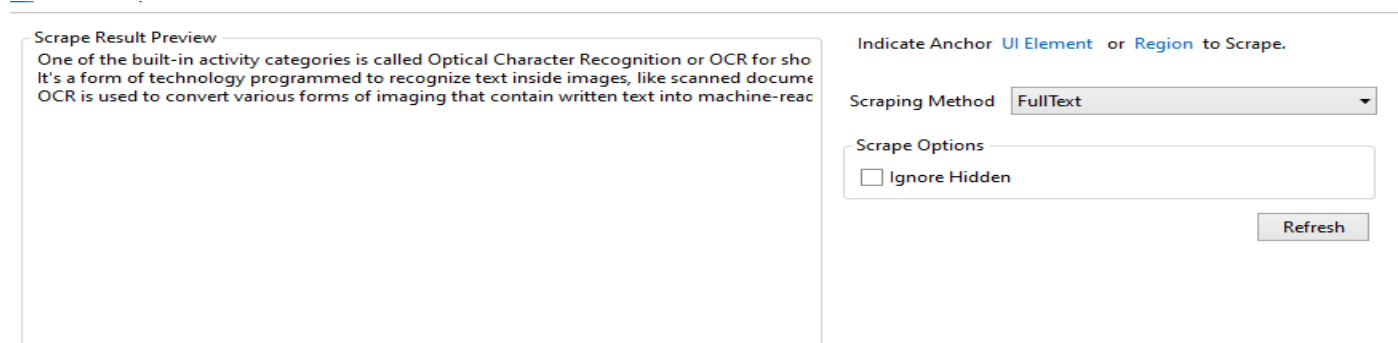 Scrape Result Preview
One of the built-in activity categories is called Optical Character Recognition or OCR for sho
It's a form of technology programmed to recognize text inside images, like scanned docume
OCR is used to convert various forms of imaging that contain written text into machine-reac
Indicate Anchor UI Element or Region to Scrape.
Scraping Method FullText
Scrape Options
Ignore Hidden
Refresh